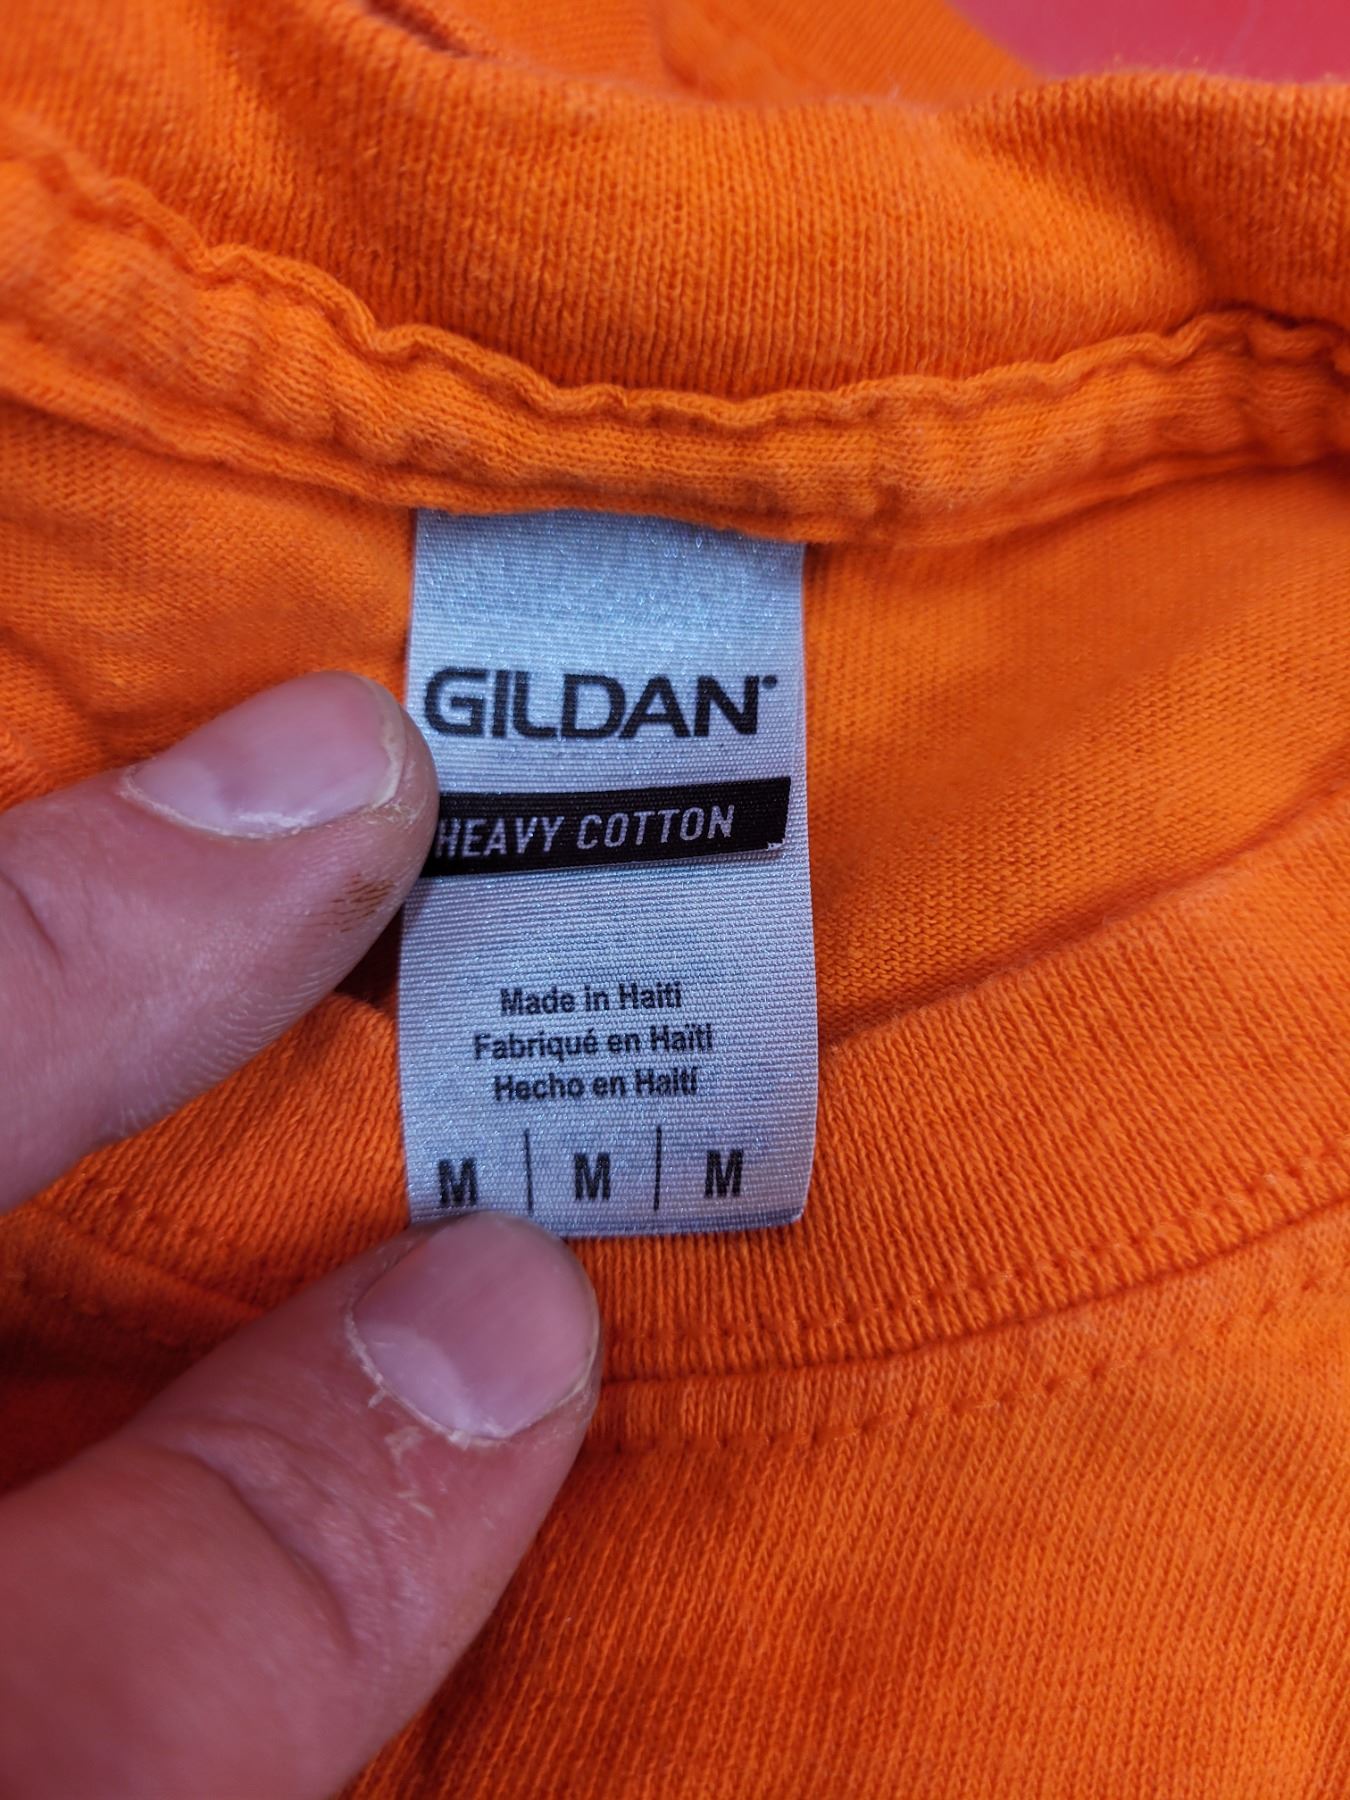 GILDAN
HEAVY COTTON
Made in Haiti
Fabriqué en Haïti
Hecho en Haití
M | M | M